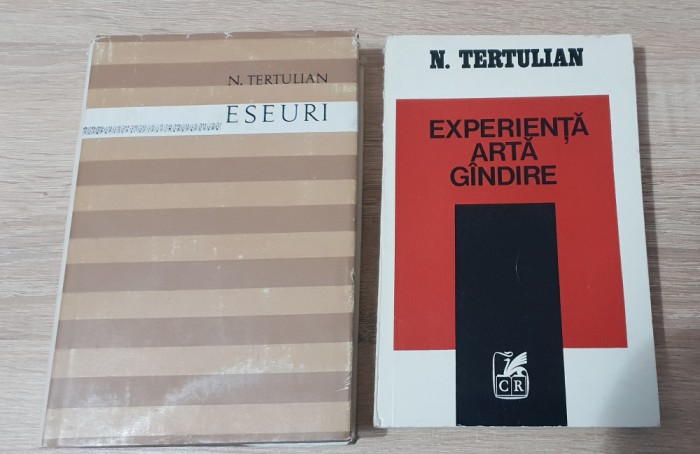 N. TERTULIAN
ESEURI
N. TERTULIAN
EXPERIENȚĂ
ARTĂ
GÎNDIRE
CR